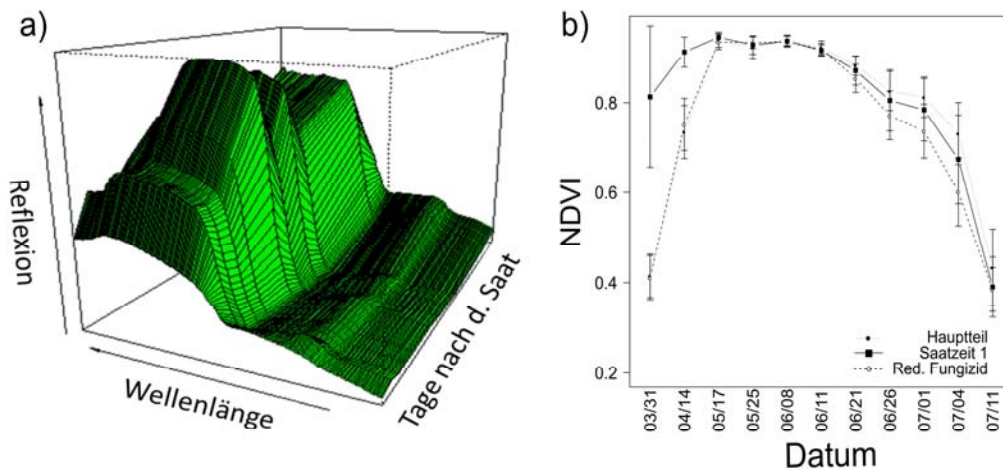 a)
Reflexion
Wellenlänge
Tage nach d. Saat
b)
NDVI
0.8
0.6
0.4
0.2
Hauptteil
Saatzeit 1
Red. Fungizid
03/31
04/14
05/17
05/25
06/08
06/11
06/21
06/26
07/01
07/04
07/11
Datum